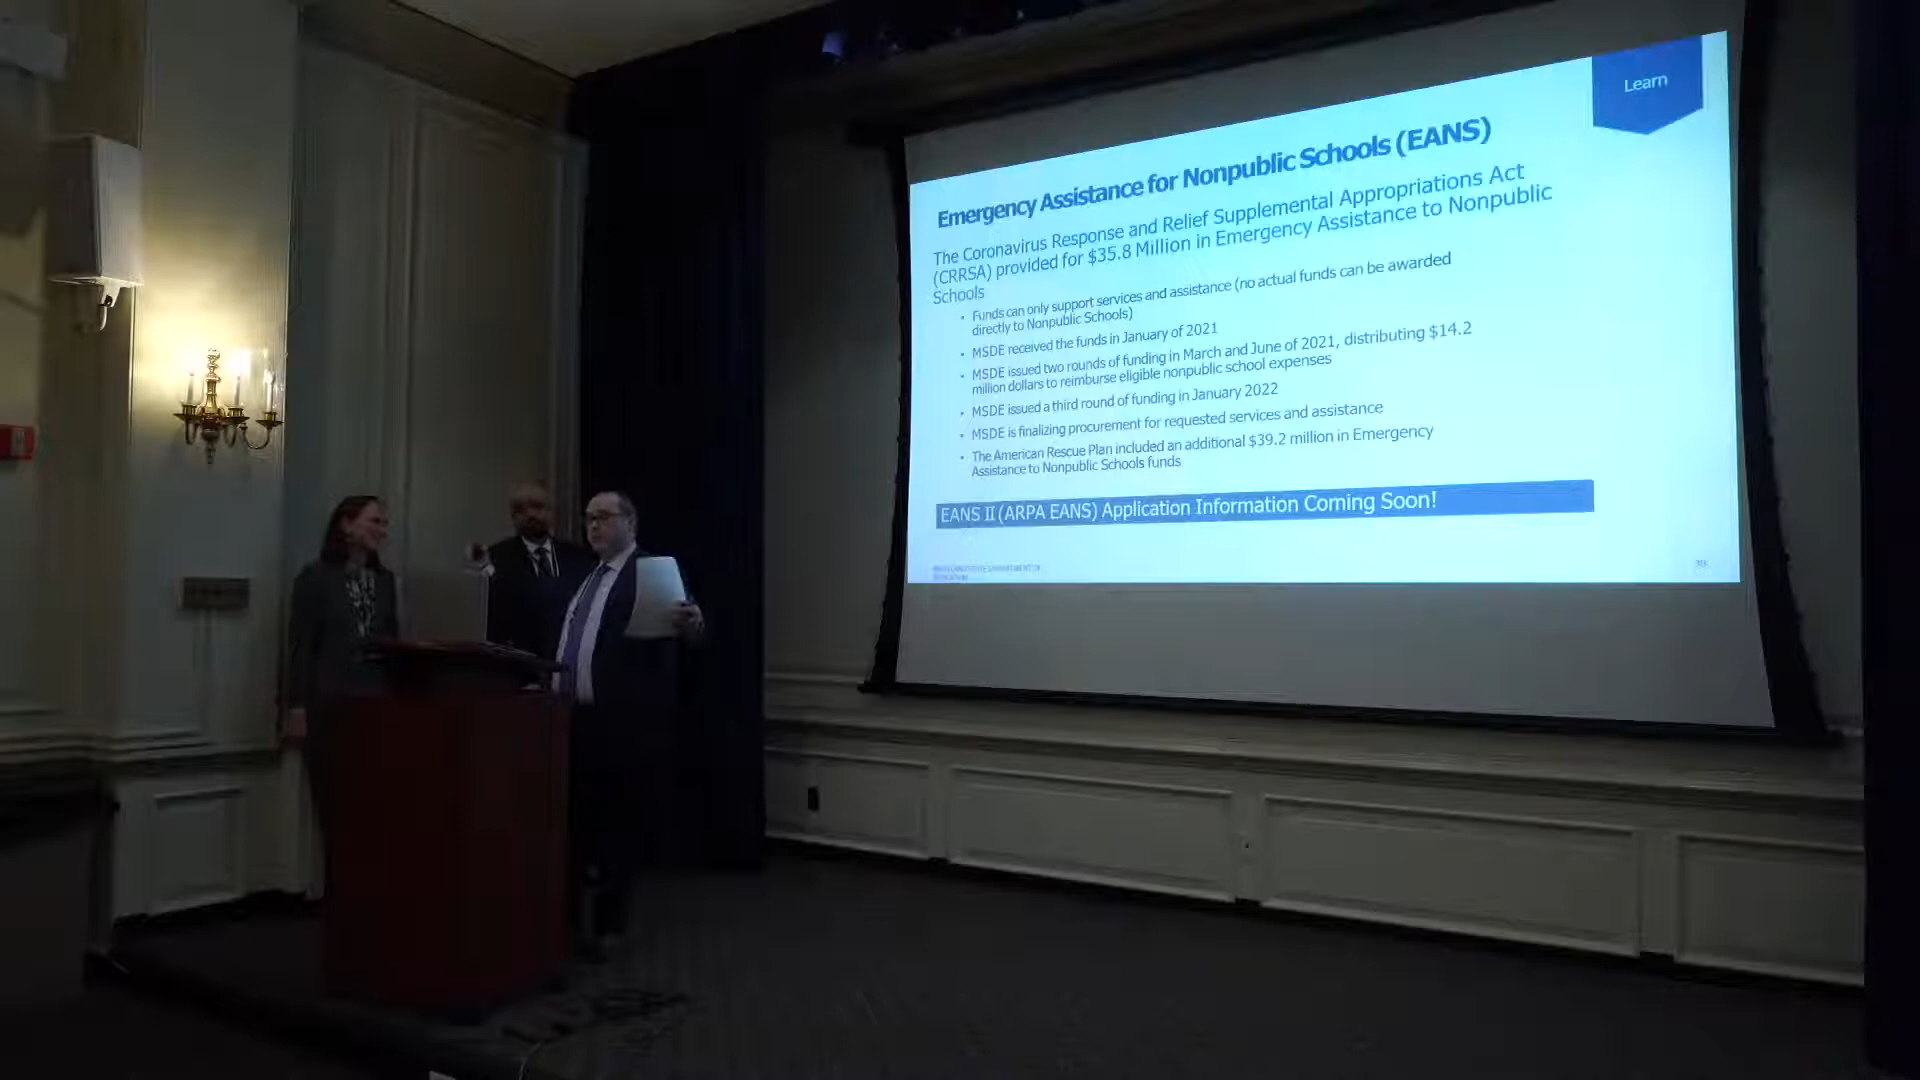 Learn
Emergency Assistance for Nonpublic Schools (EANS)
The Coronavirus Response and Relief Supplemental Appropriations Act
(CRRSA) provided for $35.8 Million in Emergency Assistance to Nonpublic
Schools
• Funds can only support services and assistance (no actual funds can be awarded
directly to Nonpublic Schools)
• MSDE received the funds in January of 2021
• MSDE issued two rounds of funding in March and June of 2021, distributing $14.2
million dollars to reimburse eligible nonpublic school expenses
• MSDE issued a third round of funding in January 2022
• MSDE is finalizing procurement for requested services and assistance
• The American Rescue Plan included an additional $39.2 million in Emergency
Assistance to Nonpublic Schools funds
EANS II (ARPA EANS) Application Information Coming Soon!